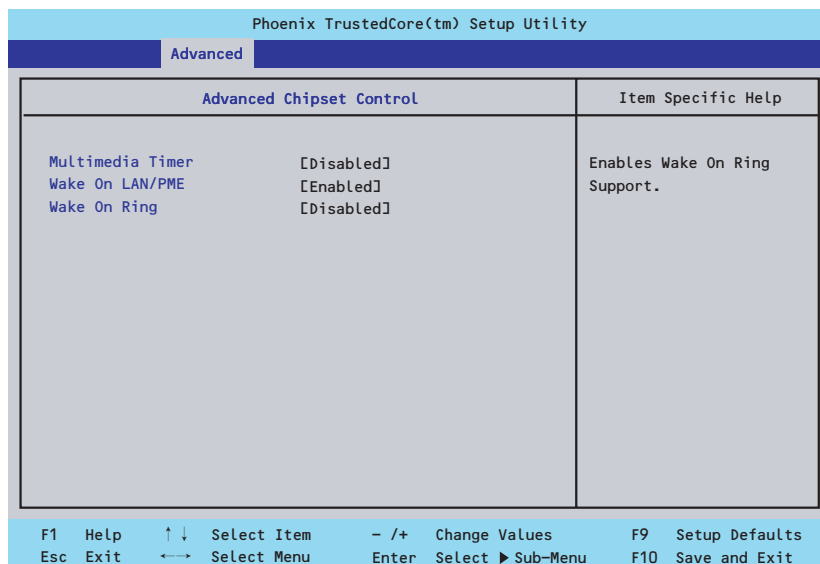 Phoenix TrustedCore(tm) Setup Utility
Advanced
Advanced Chipset Control
Item Specific Help
Multimedia Timer [Disabled]
Wake On LAN/PME [Enabled]
Wake On Ring [Disabled]
Enables Wake On Ring
Support.
F1 Help ↑↓ Select Item - /+ Change Values F9 Setup Defaults
Esc Exit ←→ Select Menu Enter Select ▶ Sub-Menu F10 Save and Exit